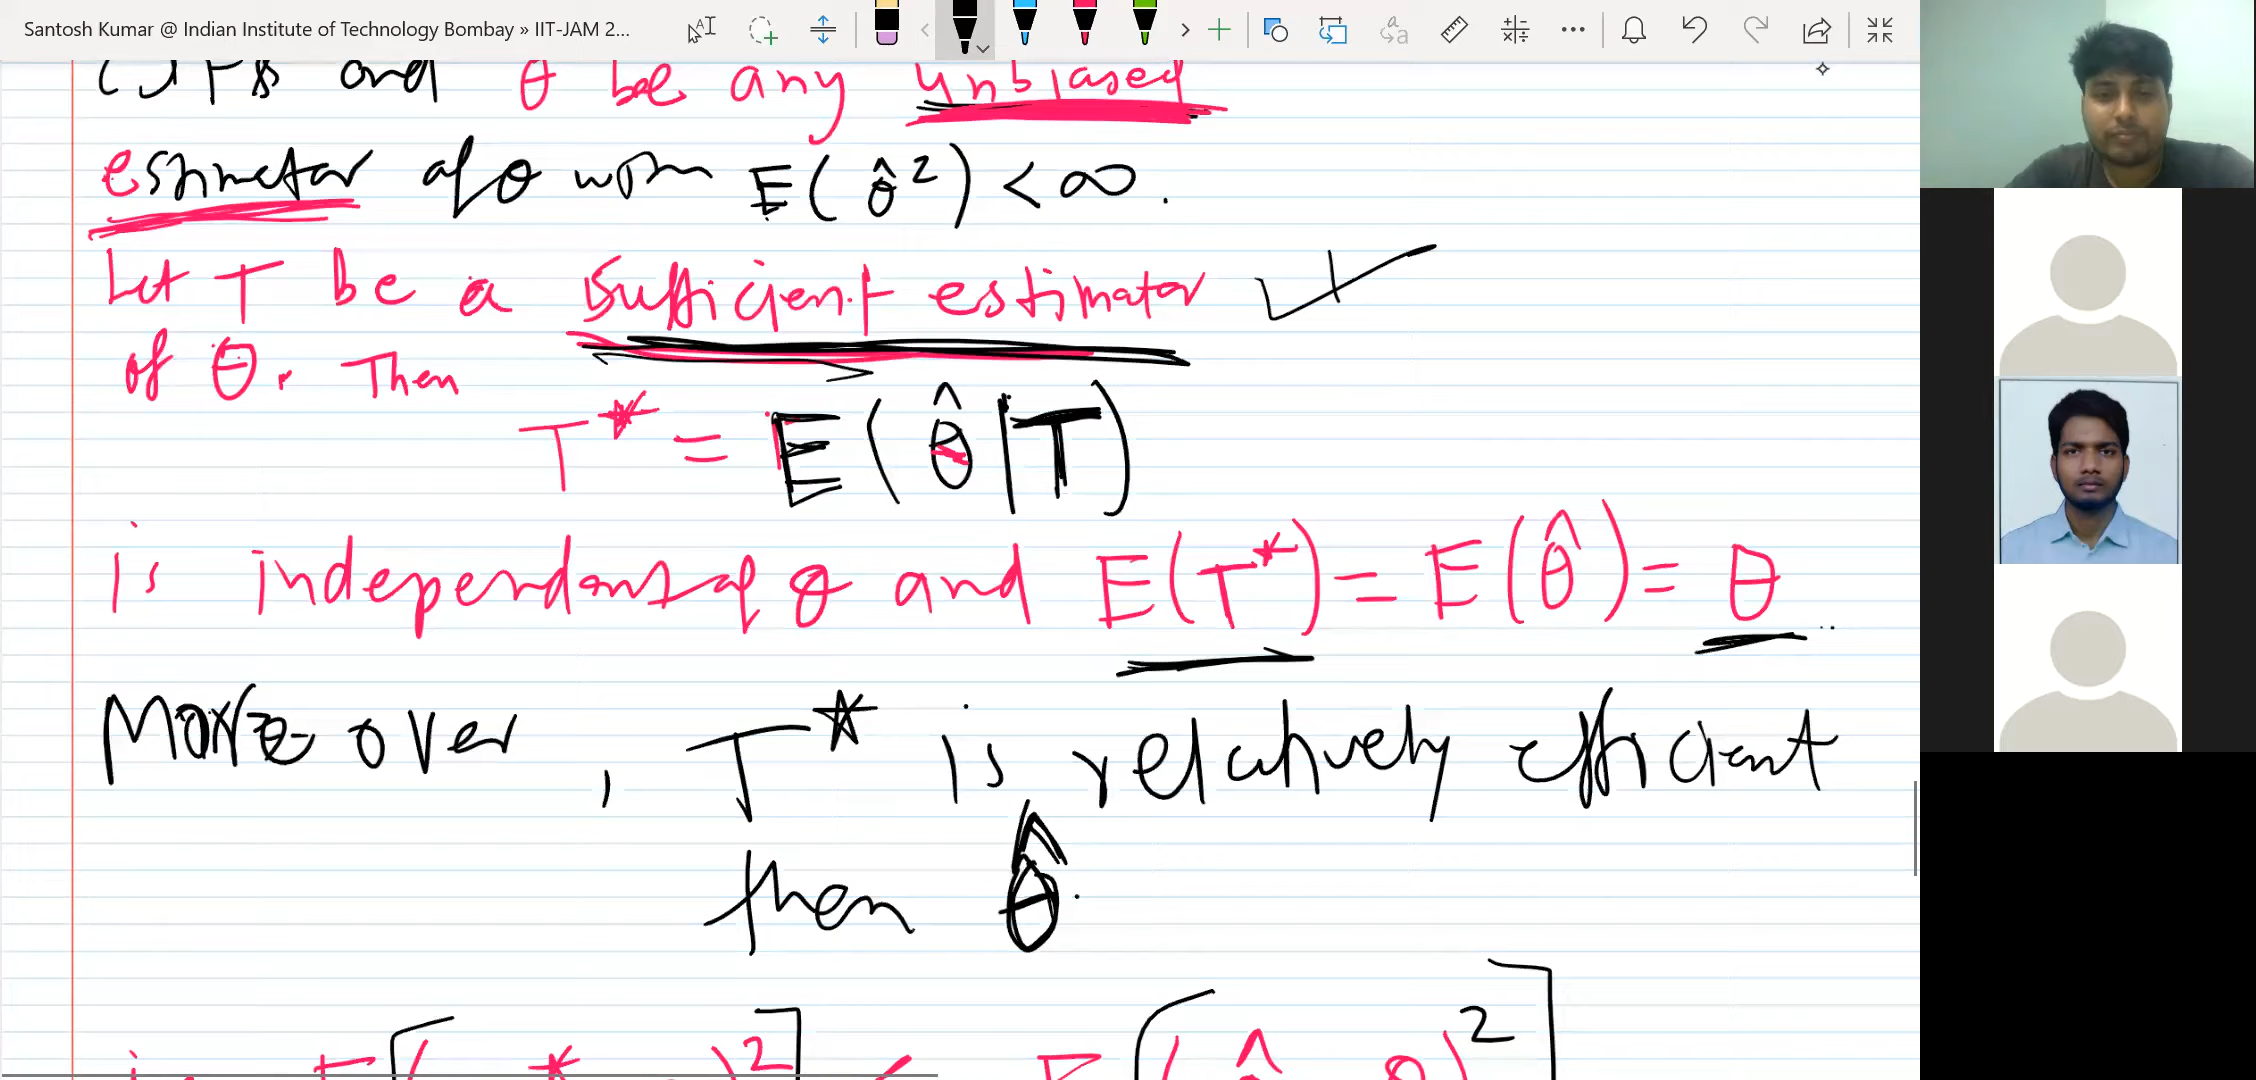 Santosh Kumar @ Indian Institute of Technology Bombay » IIT-JAM 2...
and θ be any unbiased
estimator of θ with E(θ̂²) < ∞.
Let T be a sufficient estimator
of θ. Then
T* = E(θ̂|T)
is independent of θ and E(T*) = E(θ̂) = θ
Moreover, T* is relatively efficient
then θ̂.